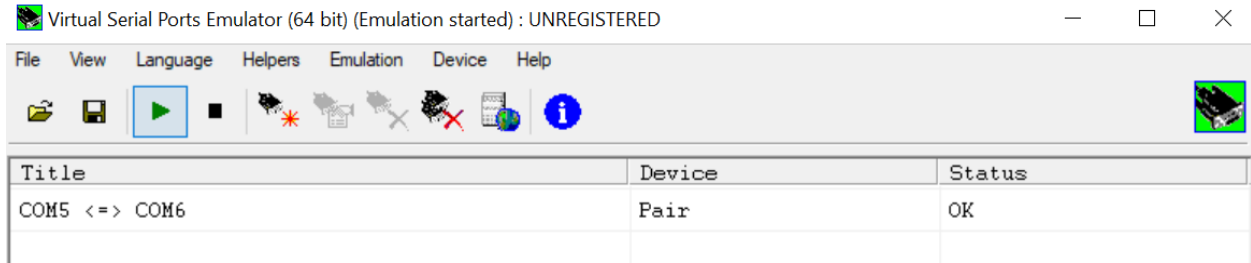 Virtual Serial Ports Emulator (64 bit) (Emulation started) : UNREGISTERED
File View Language Helpers Emulation Device Help
Title Device Status
COM5 <=> COM6 Pair OK